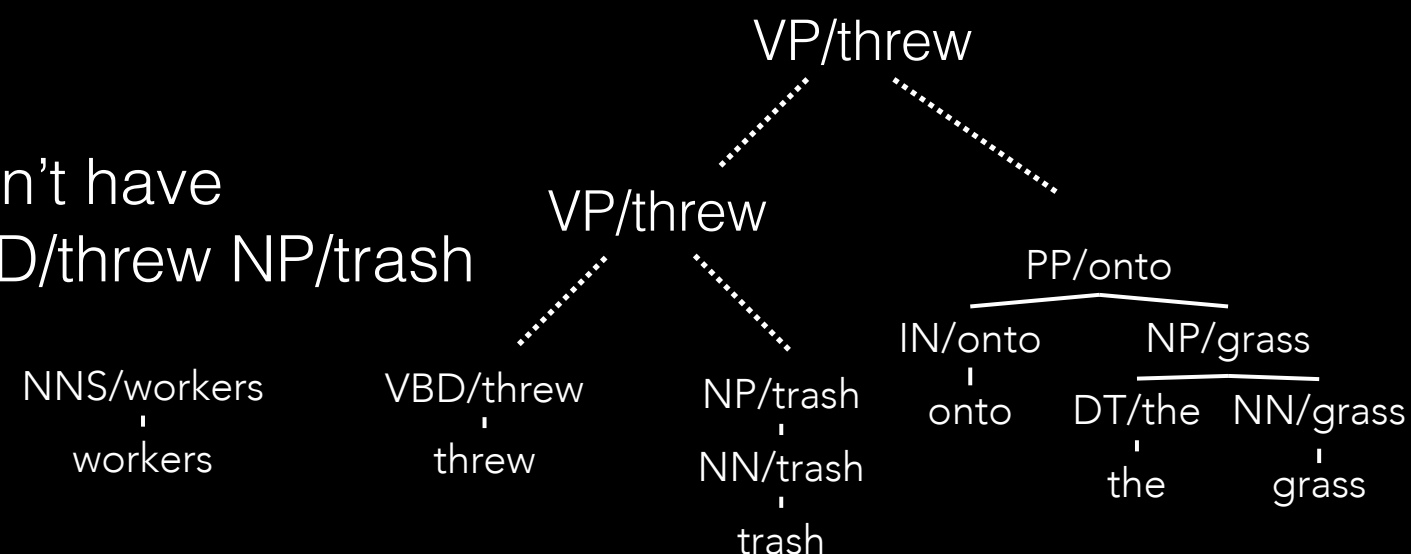 VP/threw
n't have
D/threw NP/trash
VP/threw
PP/onto
IN/onto NP/grass
NNS/workers VBD/threw NP/trash onto DT/the NN/grass
workers threw NN/trash the grass
trash